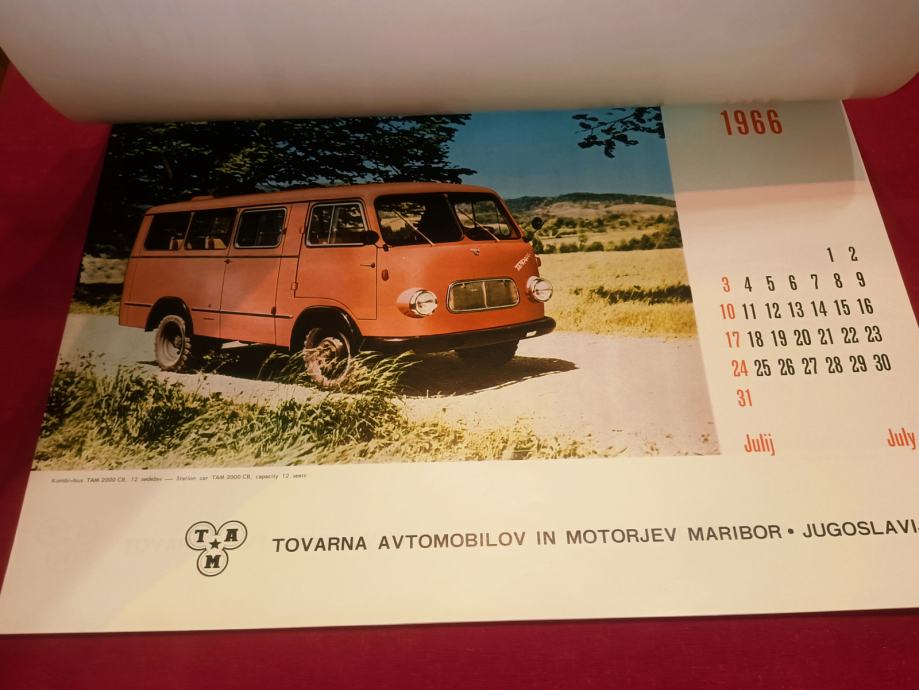 1966
1 2
3 4 5 6 7 8 9
10 11 12 13 14 15 16
17 18 19 20 21 22 23
24 25 26 27 28 29 30
31
Julij July
Kombi-bus TAM 2000 CB, 12 sedežev — Station car TAM 2000 CB, capacity 12 seats
T A M
TOVARNA AVTOMOBILOV IN MOTORJEV MARIBOR • JUGOSLAVI